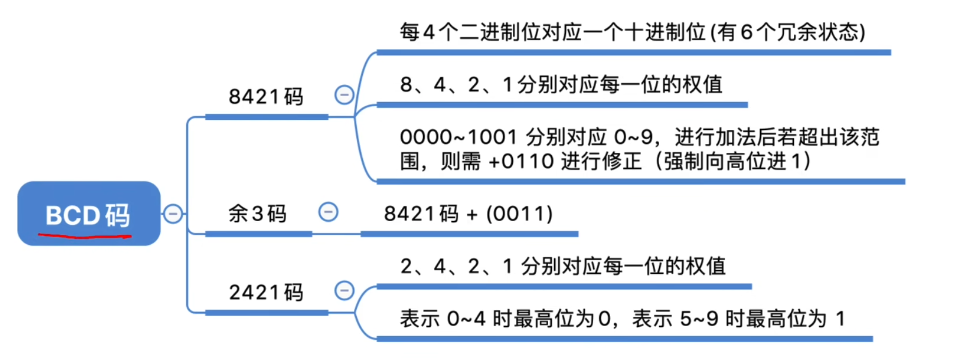 每4个二进制位对应一个十进制位(有6个冗余状态)
8421码
8、4、2、1分别对应每一位的权值
0000~1001 分别对应 0~9，进行加法后若超出该范
围，则需 +0110 进行修正（强制向高位进1）
BCD码
余3码
8421码 + (0011)
2、4、2、1 分别对应每一位的权值
2421码
表示 0~4 时最高位为0，表示 5~9 时最高位为 1